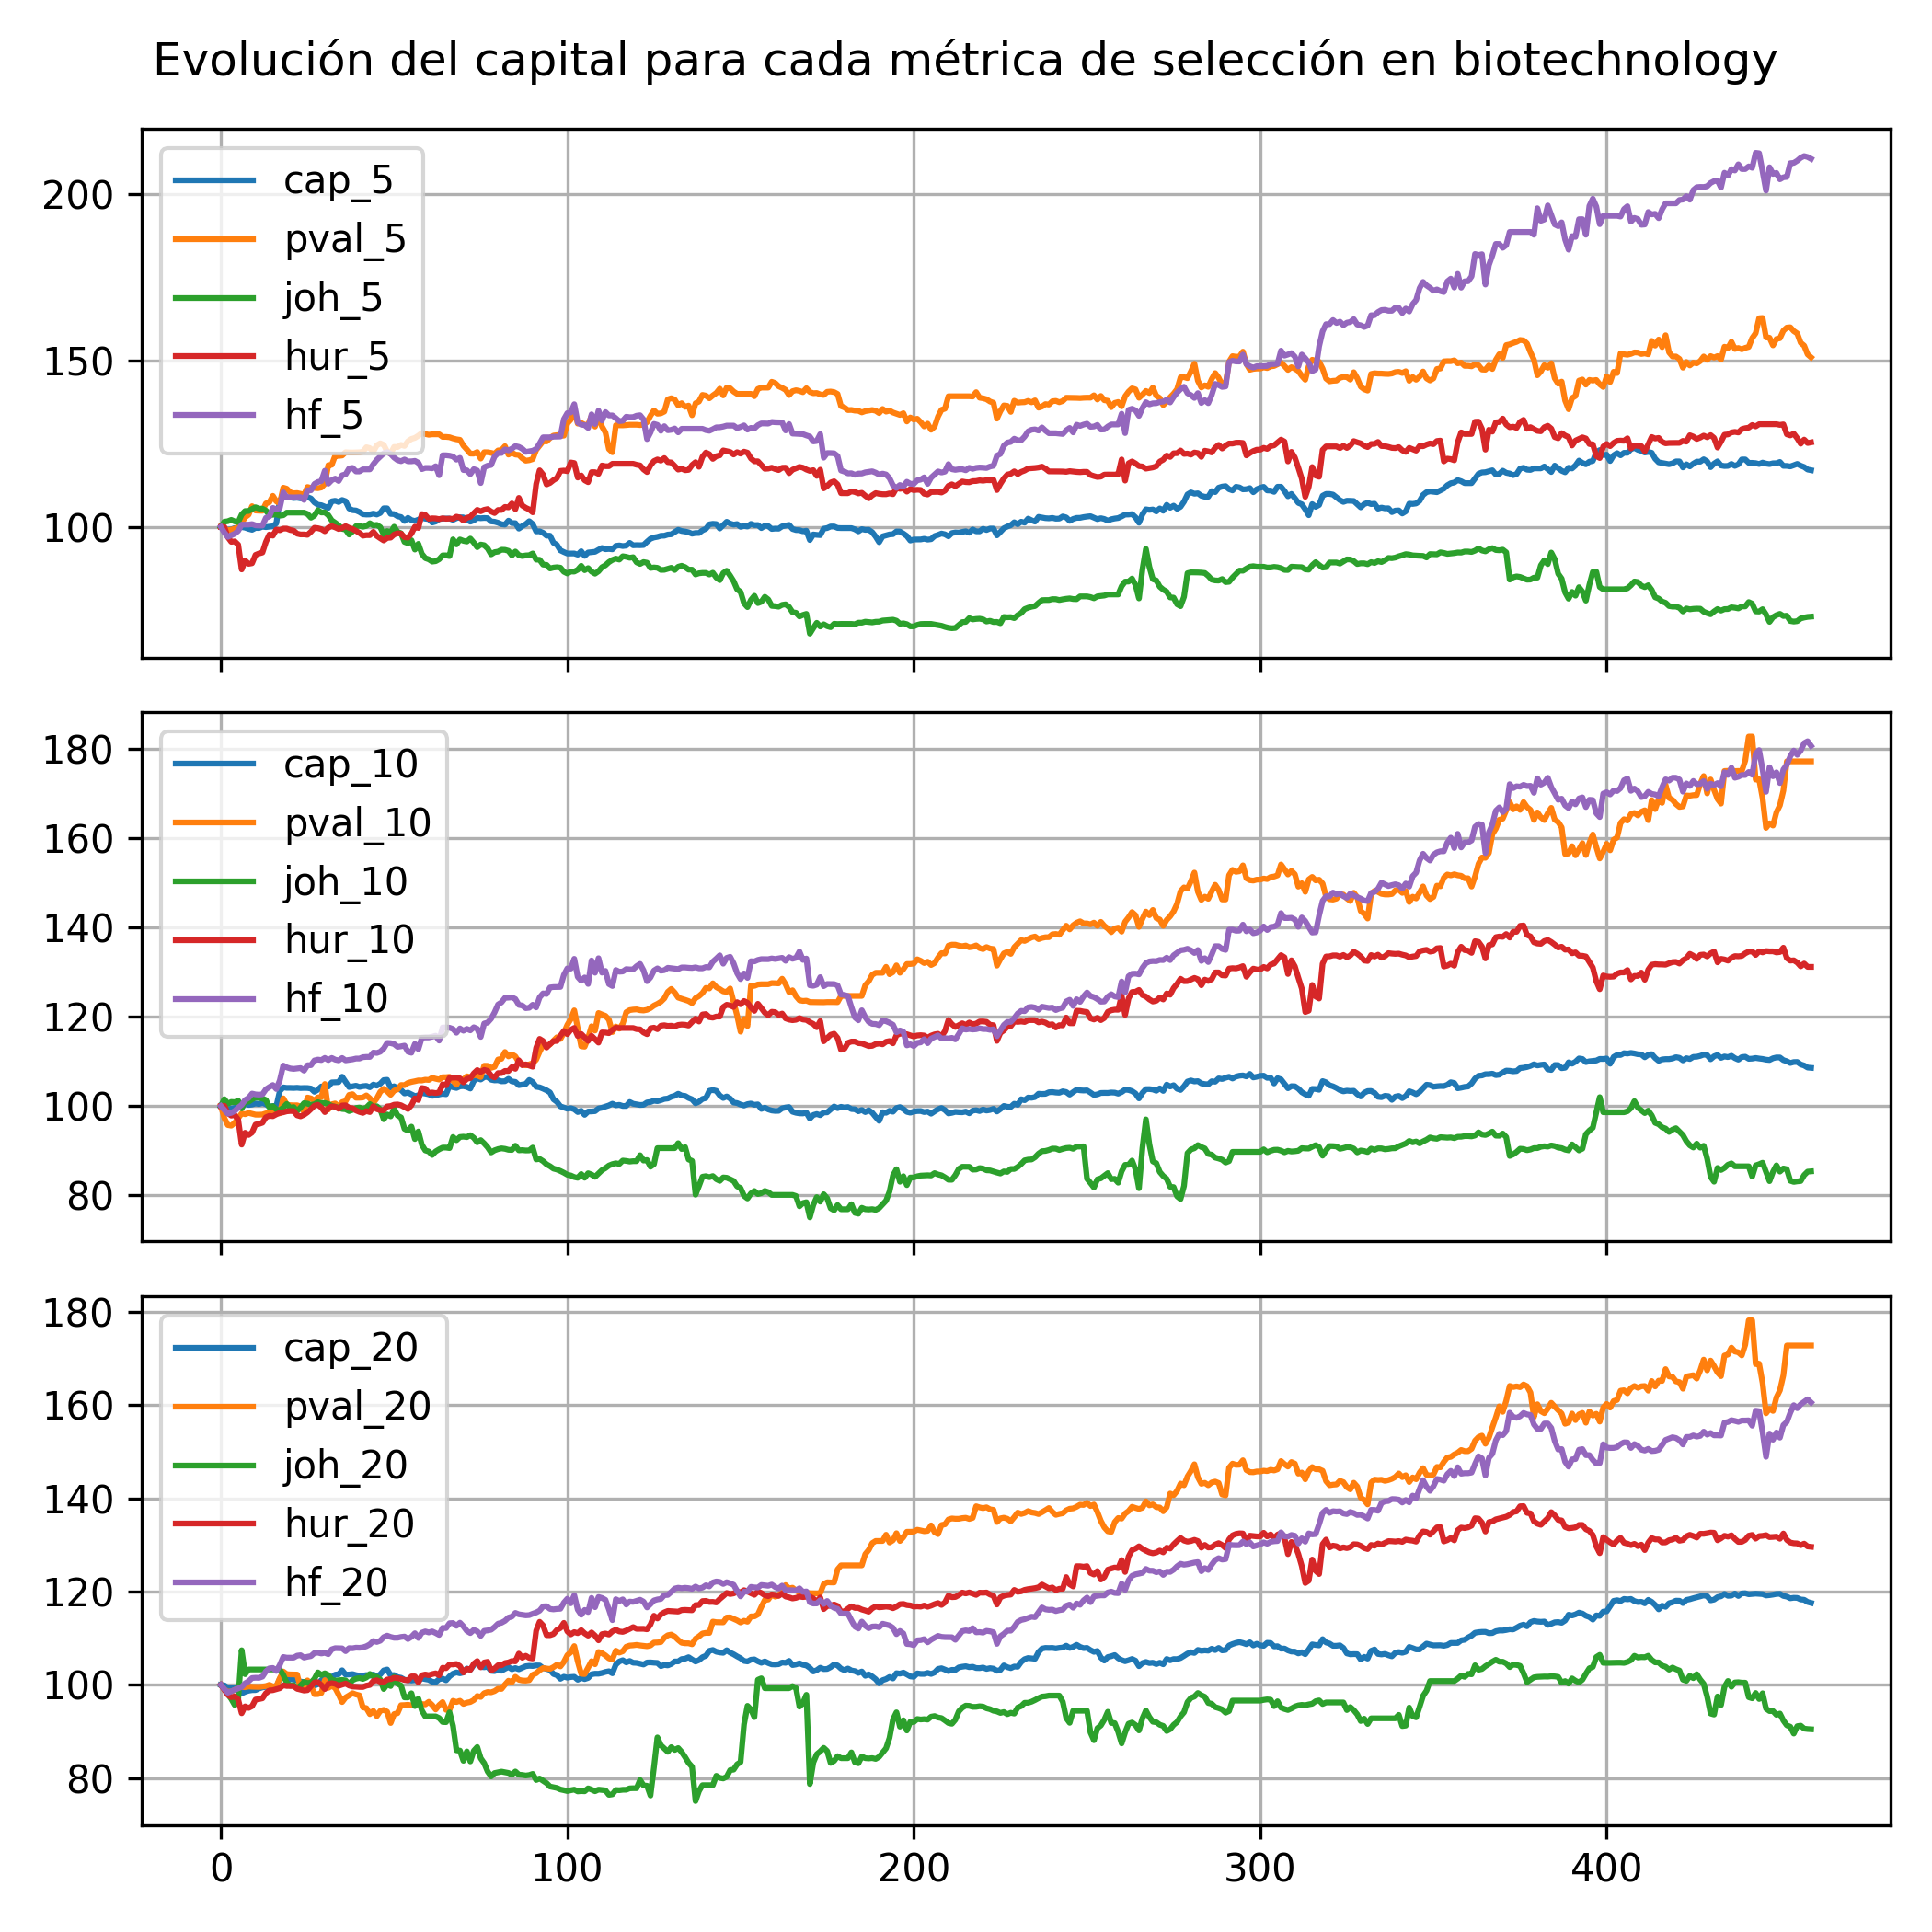 Evolución del capital para cada métrica de selección en biotechnology
200
150
100
cap_5
pval_5
joh_5
hur_5
hf_5
180
160
140
120
100
80
cap_10
pval_10
joh_10
hur_10
hf_10
180
160
140
120
100
80
cap_20
pval_20
joh_20
hur_20
hf_20
0 100 200 300 400